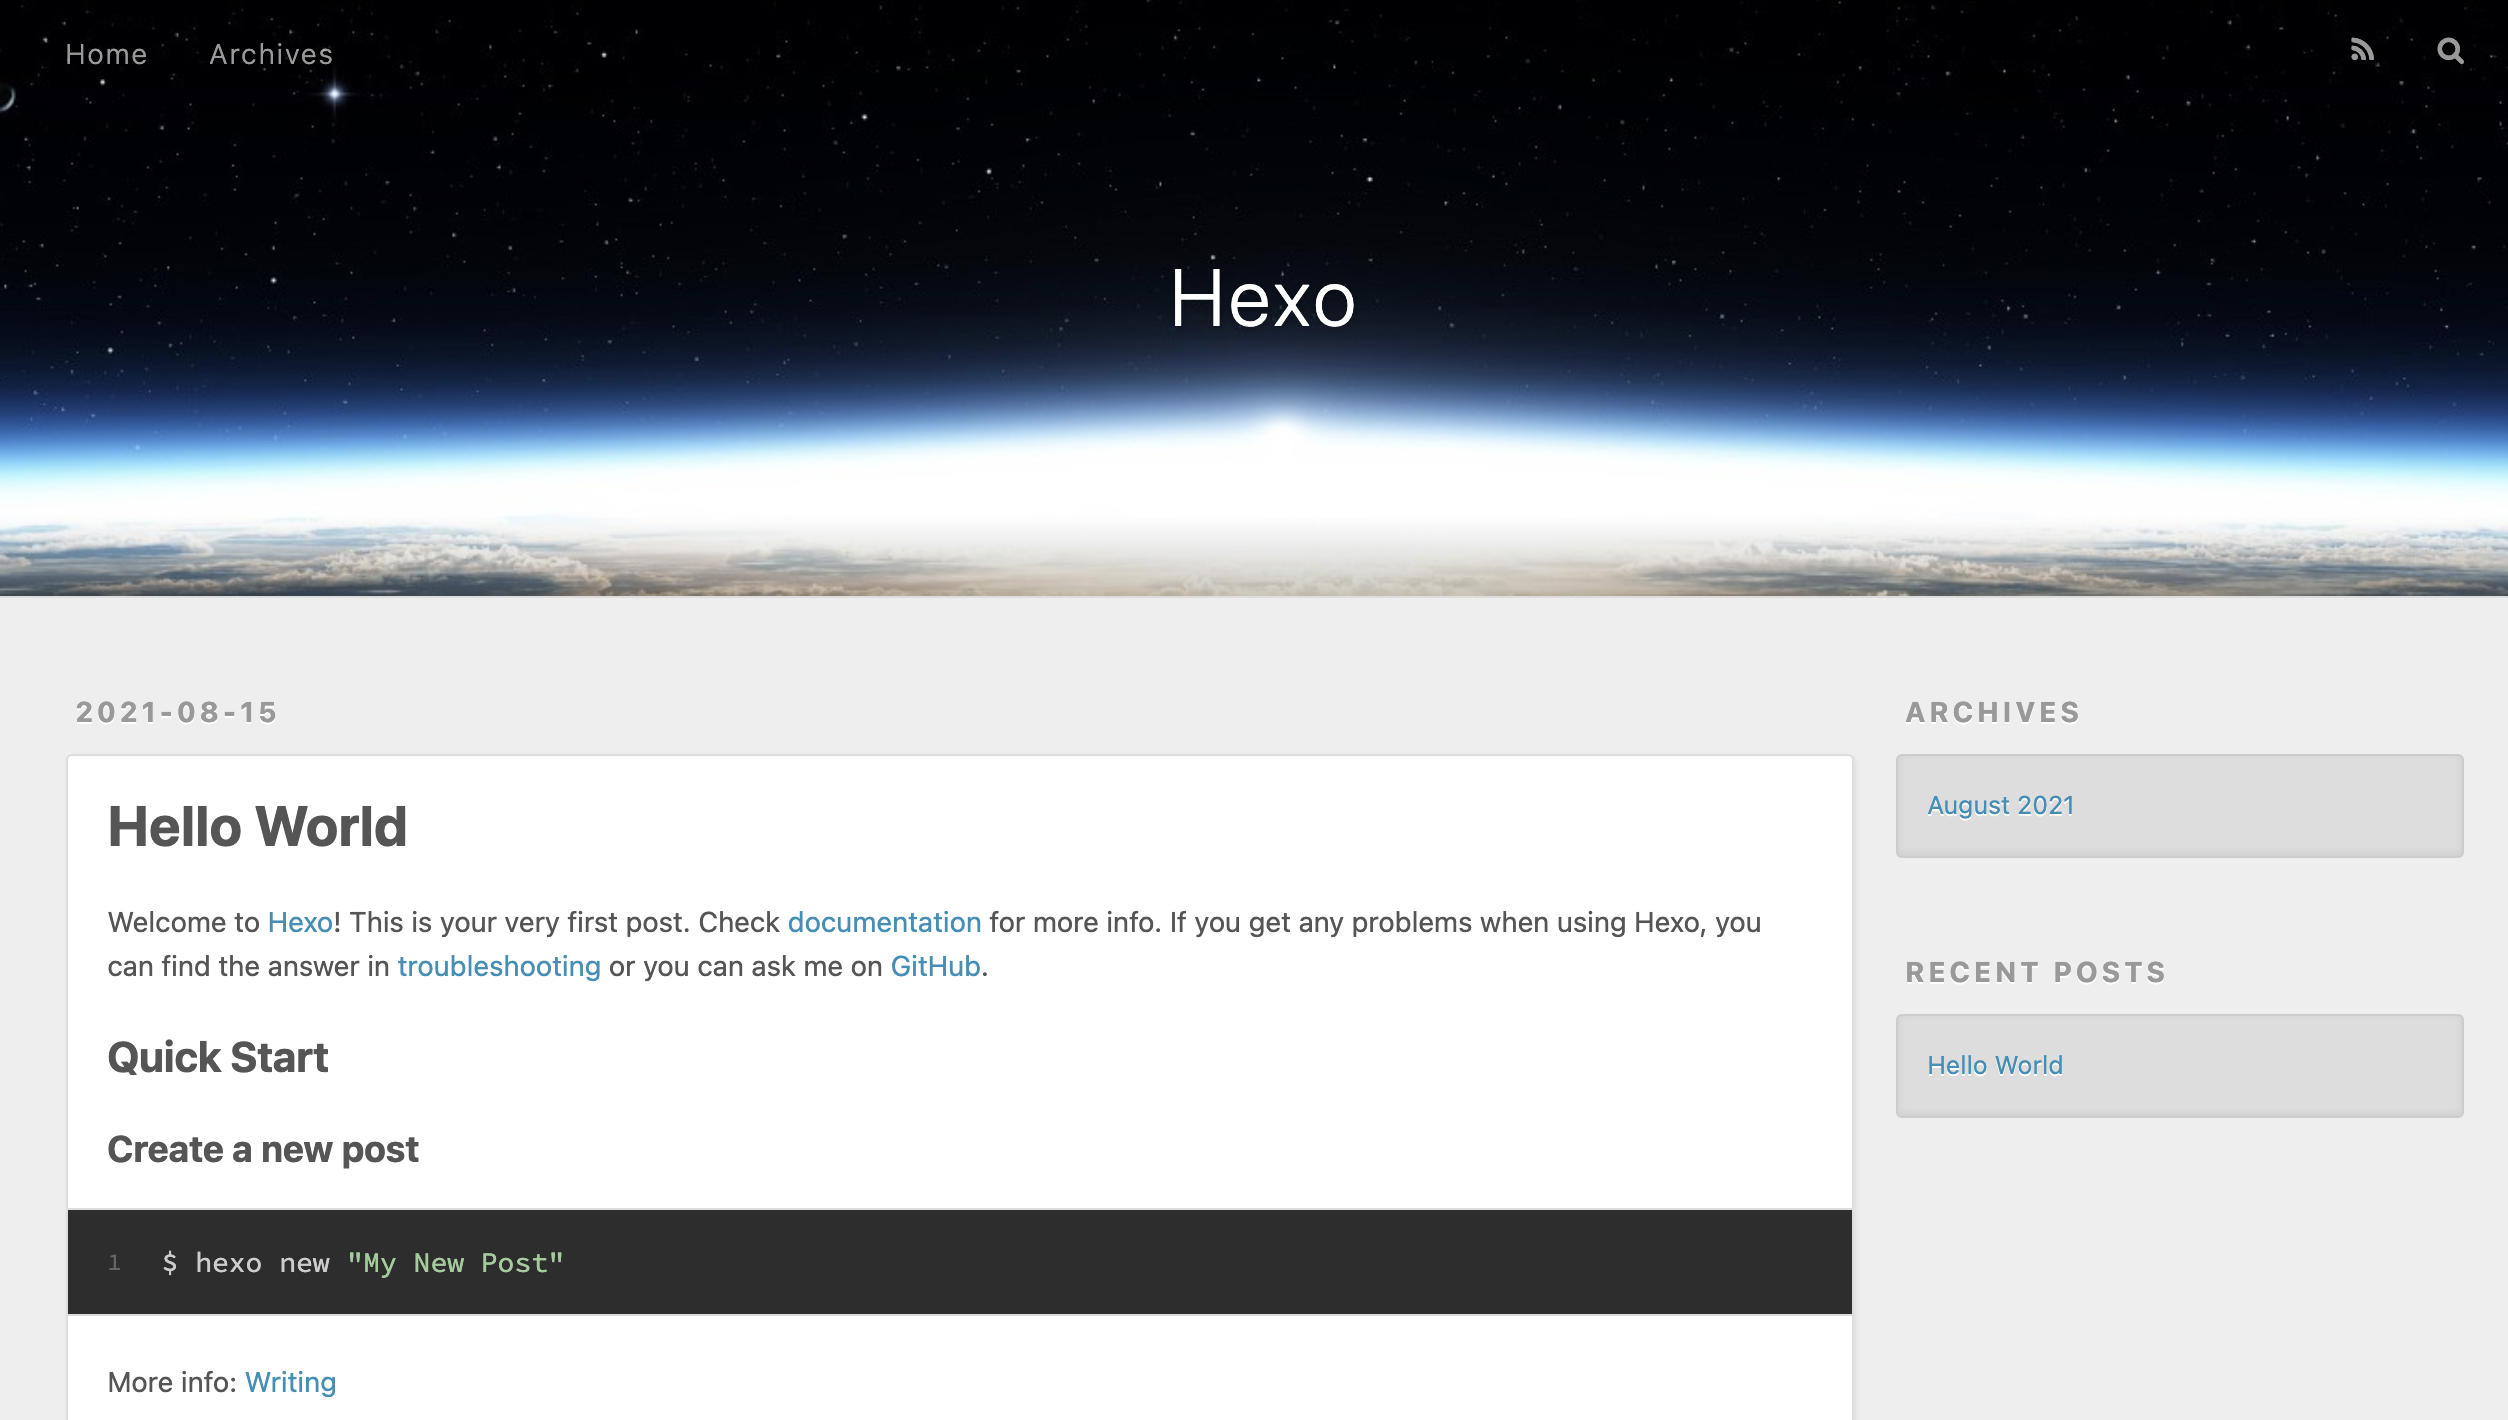 Home Archives
Hexo
2021-08-15
Hello World
Welcome to Hexo! This is your very first post. Check documentation for more info. If you get any problems when using Hexo, you
can find the answer in troubleshooting or you can ask me on GitHub.
Quick Start
Create a new post
1 $ hexo new "My New Post"
More info: Writing
ARCHIVES
August 2021
RECENT POSTS
Hello World